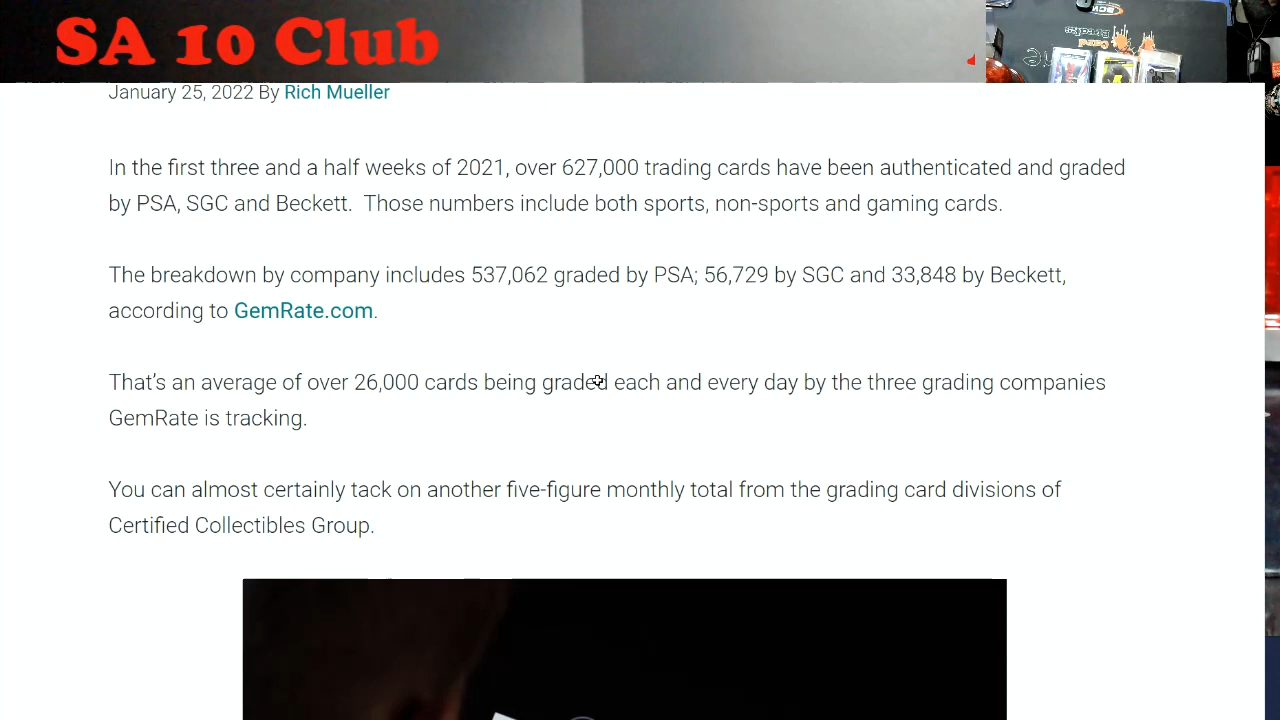 SA 10 Club
January 25, 2022 By Rich Mueller
In the first three and a half weeks of 2021, over 627,000 trading cards have been authenticated and graded
by PSA, SGC and Beckett. Those numbers include both sports, non-sports and gaming cards.
The breakdown by company includes 537,062 graded by PSA; 56,729 by SGC and 33,848 by Beckett,
according to GemRate.com.
That's an average of over 26,000 cards being graded each and every day by the three grading companies
GemRate is tracking.
You can almost certainly tack on another five-figure monthly total from the grading card divisions of
Certified Collectibles Group.